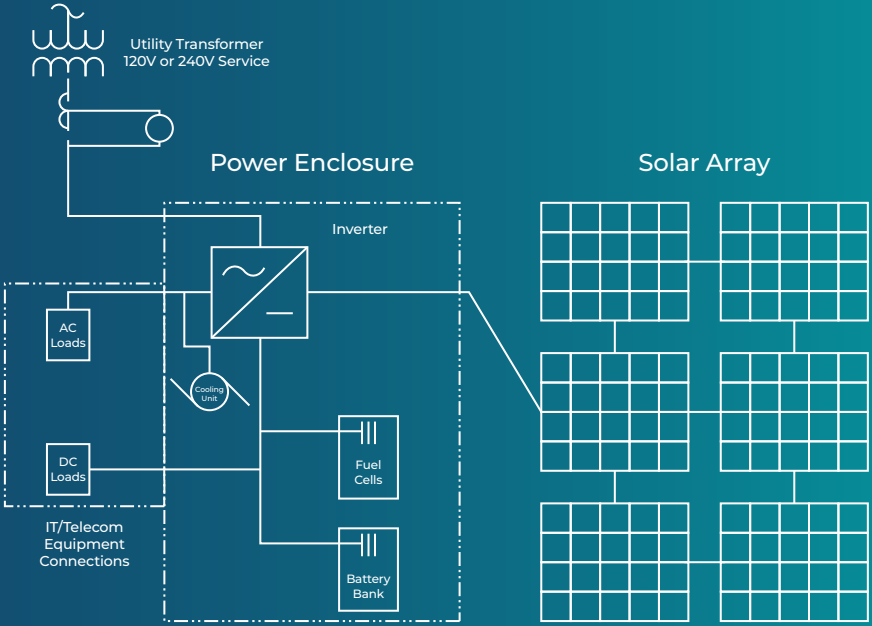 Utility Transformer
120V or 240V Service
Power Enclosure
Solar Array
Inverter
AC
Loads
Cooling
Unit
DC
Loads
Fuel
Cells
IT/Telecom
Equipment
Connections
Battery
Bank